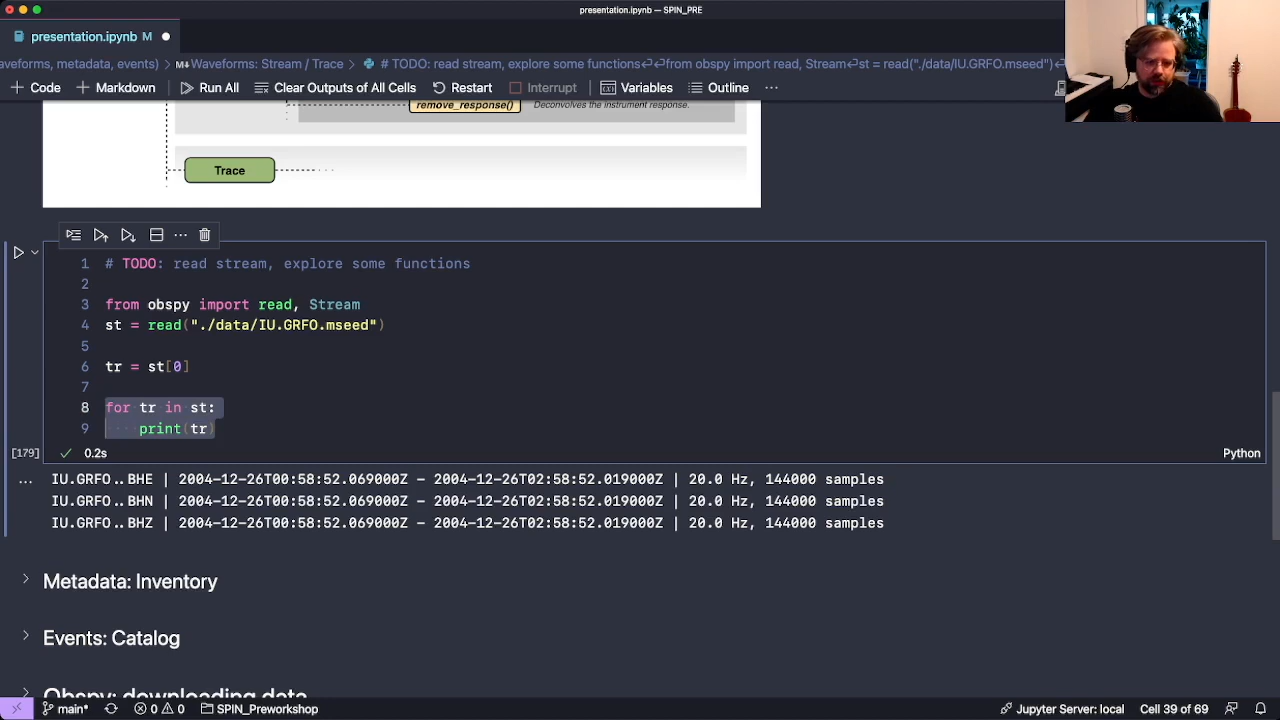 presentation.ipynb — SPIN_PRE
presentation.ipynb M
aveforms, metadata, events) > M↓ Waveforms: Stream / Trace > # TODO: read stream, explore some functions↵↵from obspy import read, Stream↵st = read("./data/IU.GRFO.mseed")↵
+ Code + Markdown Run All Clear Outputs of All Cells Restart Interrupt Variables Outline ···
remove_response() Deconvolves the instrument response.
Trace
1 # TODO: read stream, explore some functions
2
3 from obspy import read, Stream
4 st = read("./data/IU.GRFO.mseed")
5
6 tr = st[0]
7
8 for tr in st:
9 print(tr)
[179] ✓ 0.2s Python
IU.GRFO..BHE | 2004-12-26T00:58:52.069000Z - 2004-12-26T02:58:52.019000Z | 20.0 Hz, 144000 samples
IU.GRFO..BHN | 2004-12-26T00:58:52.069000Z - 2004-12-26T02:58:52.019000Z | 20.0 Hz, 144000 samples
IU.GRFO..BHZ | 2004-12-26T00:58:52.069000Z - 2004-12-26T02:58:52.019000Z | 20.0 Hz, 144000 samples
Metadata: Inventory
Events: Catalog
Obspy: downloading data
main* 0 0 SPIN_Preworkshop Jupyter Server: local Cell 39 of 69